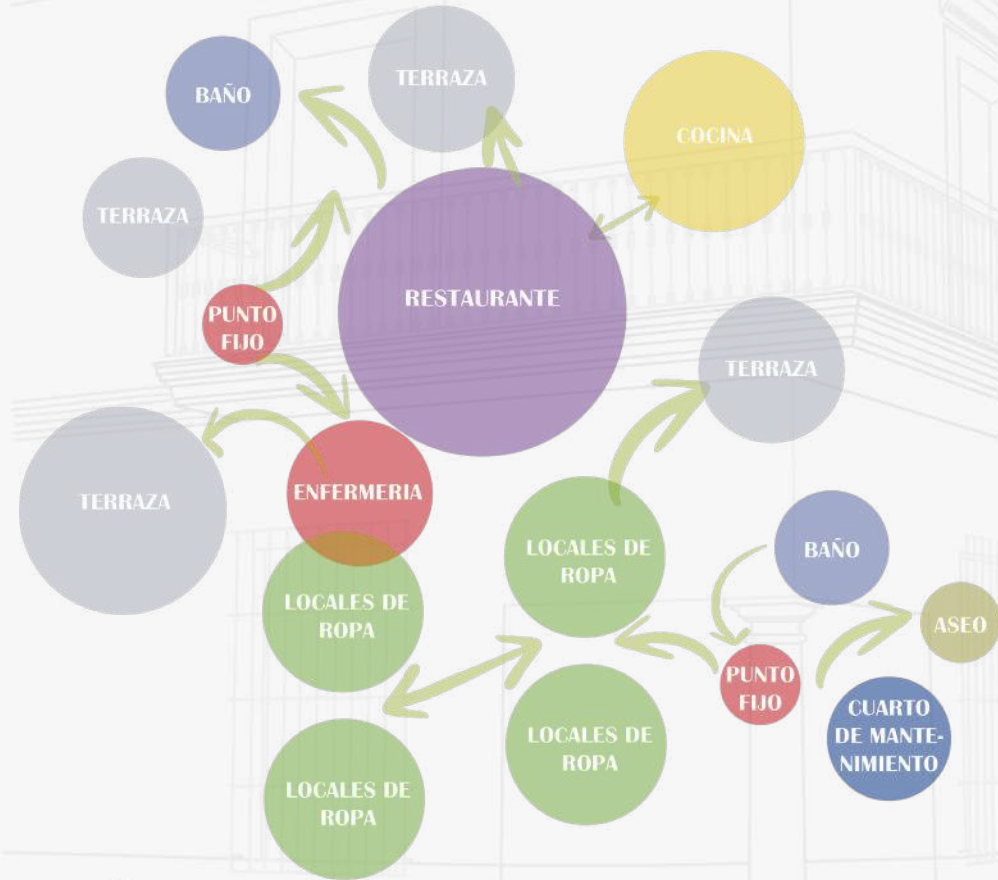 TERRAZA
BAÑO
COCINA
TERRAZA
RESTAURANTE
PUNTO
FIJO
TERRAZA
TERRAZA
ENFERMERIA
LOCALES DE
ROPA
BAÑO
LOCALES DE
ROPA
ASEO
PUNTO
FIJO
CUARTO
DE MANTE-
NIMIENTO
LOCALES DE
ROPA
LOCALES DE
ROPA